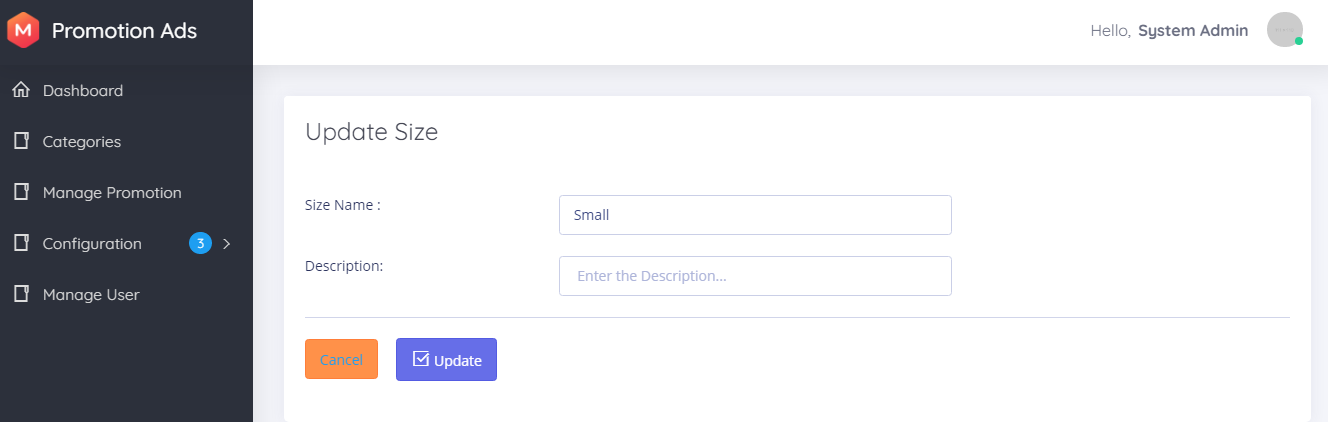 M Promotion Ads
Hello, System Admin
Dashboard
Categories
Manage Promotion
Configuration 3
Manage User
Update Size
Size Name :
Small
Description:
Enter the Description...
Cancel
Update